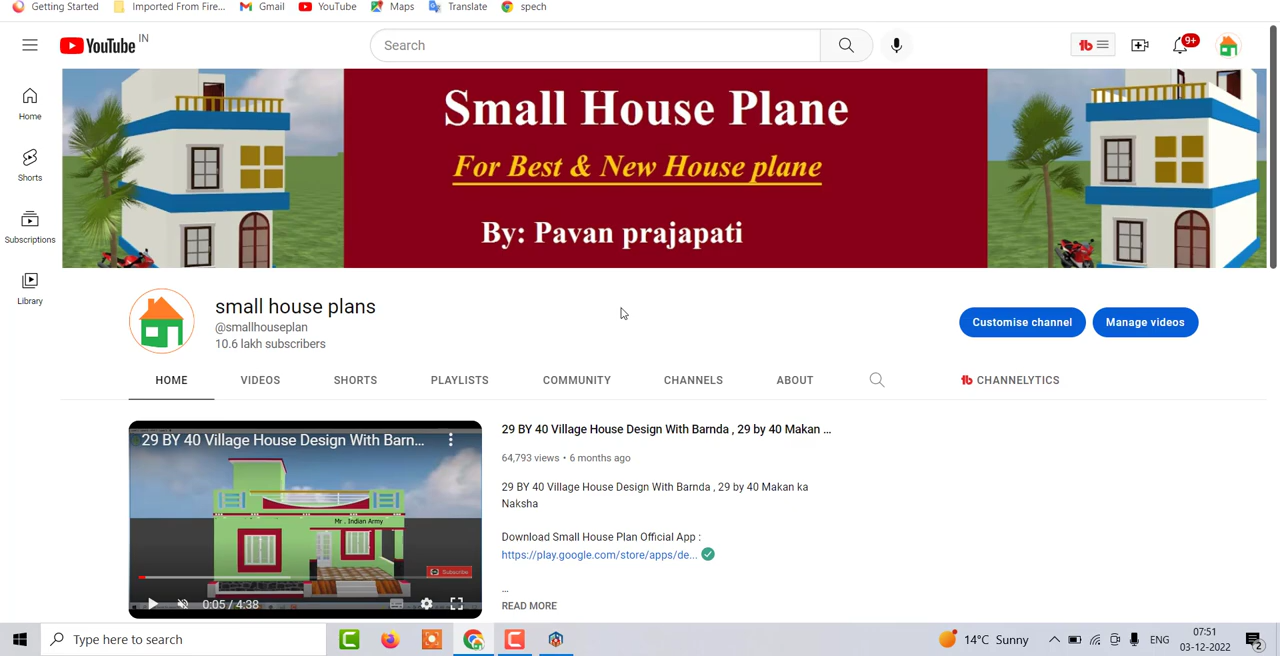 Getting Started
Imported From Fire...
Gmail
YouTube
Maps
Translate
spech
YouTube IN
Search
9+
Home
Shorts
Subscriptions
Library
Small House Plane
For Best & New House plane
By: Pavan prajapati
small house plans
@smallhouseplan
10.6 lakh subscribers
Customise channel
Manage videos
HOME
VIDEOS
SHORTS
PLAYLISTS
COMMUNITY
CHANNELS
ABOUT
CHANNELYTICS
29 BY 40 Village House Design With Barn...
Mr . Indian Army
Subscribe
0:05 / 4:38
29 BY 40 Village House Design With Barnda , 29 by 40 Makan ...
64,793 views • 6 months ago
29 BY 40 Village House Design With Barnda , 29 by 40 Makan ka
Naksha
Download Small House Plan Official App :
https://play.google.com/store/apps/de...
...
READ MORE
Type here to search
14°C Sunny
ENG
07:51
03-12-2022
2